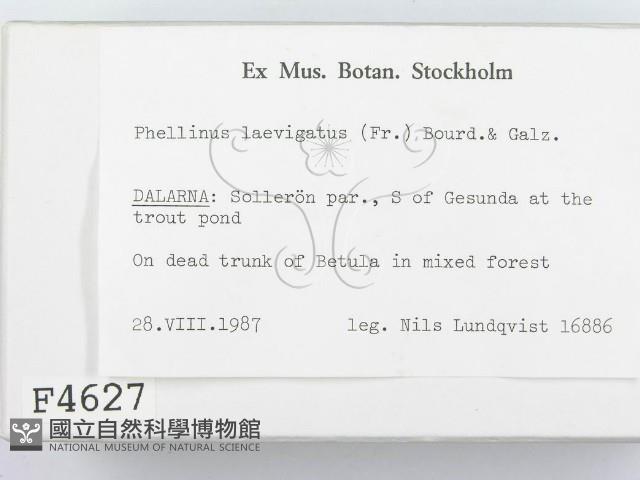 Ex Mus. Botan. Stockholm
Phellinus laevigatus (Fr.) Bourd.& Galz.
DALARNA: Sollerön par., S of Gesunda at the
trout pond
On dead trunk of Betula in mixed forest
28.VIII.1987 leg. Nils Lundqvist 16886
F4627
國立自然科學博物館
NATIONAL MUSEUM OF NATURAL SCIENCE